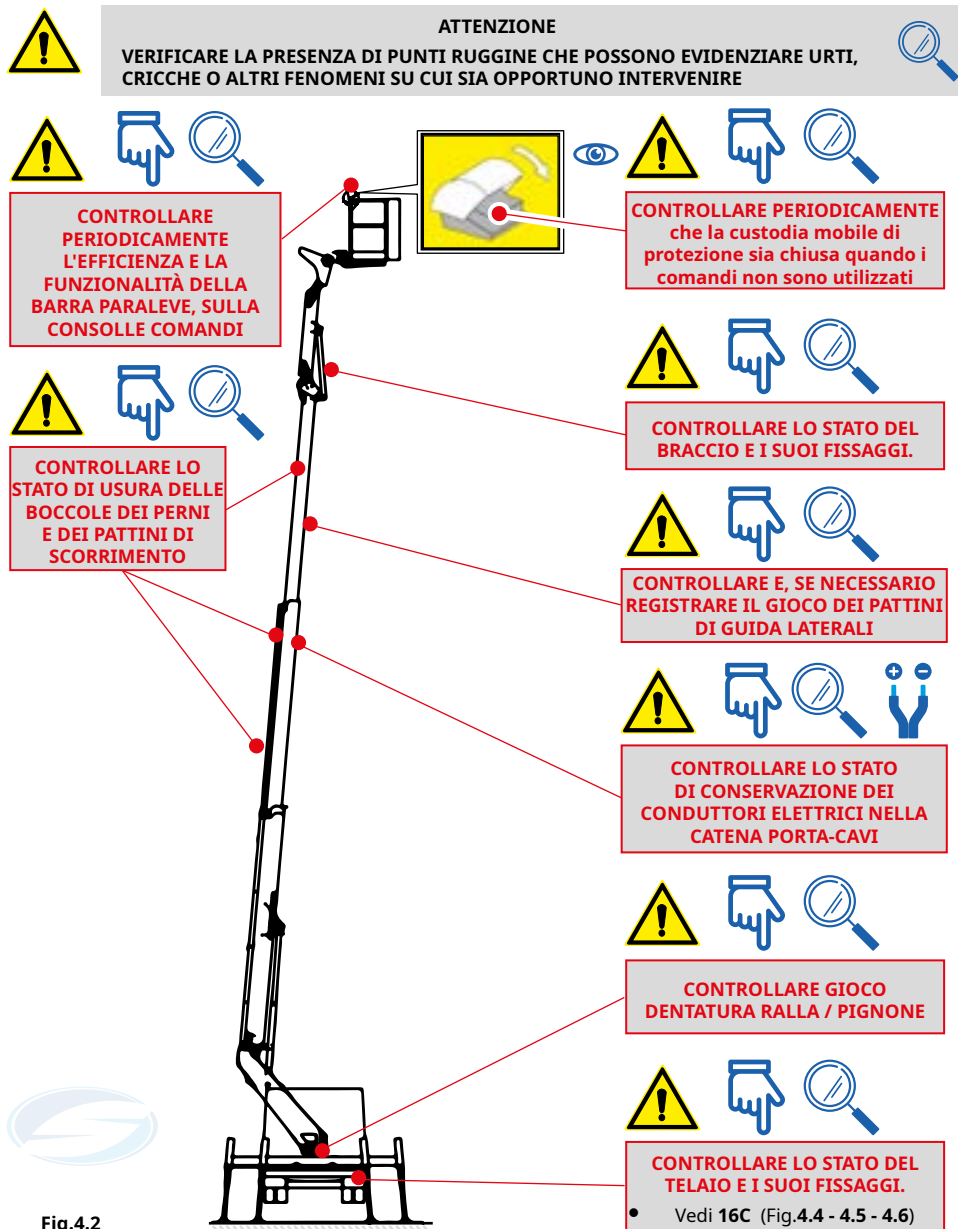 ATTENZIONE
VERIFICARE LA PRESENZA DI PUNTI RUGGINE CHE POSSONO EVIDENZIARE URTI,
CRICCHE O ALTRI FENOMENI SU CUI SIA OPPORTUNO INTERVENIRE
CONTROLLARE
PERIODICAMENTE
L'EFFICIENZA E LA
FUNZIONALITÀ DELLA
BARRA PARALEVE, SULLA
CONSOLLE COMANDI
CONTROLLARE PERIODICAMENTE
che la custodia mobile di
protezione sia chiusa quando i
comandi non sono utilizzati
CONTROLLARE LO STATO DEL
BRACCIO E I SUOI FISSAGGI.
CONTROLLARE LO
STATO DI USURA DELLE
BOCCOLE DEI PERNI
E DEI PATTINI DI
SCORRIMENTO
CONTROLLARE E, SE NECESSARIO
REGISTRARE IL GIOCO DEI PATTINI
DI GUIDA LATERALI
CONTROLLARE LO STATO
DI CONSERVAZIONE DEI
CONDUTTORI ELETTRICI NELLA
CATENA PORTA-CAVI
CONTROLLARE GIOCO
DENTATURA RALLA / PIGNONE
CONTROLLARE LO STATO DEL
TELAIO E I SUOI FISSAGGI.
• Vedi 16C (Fig.4.4 - 4.5 - 4.6)
Fig.4.2